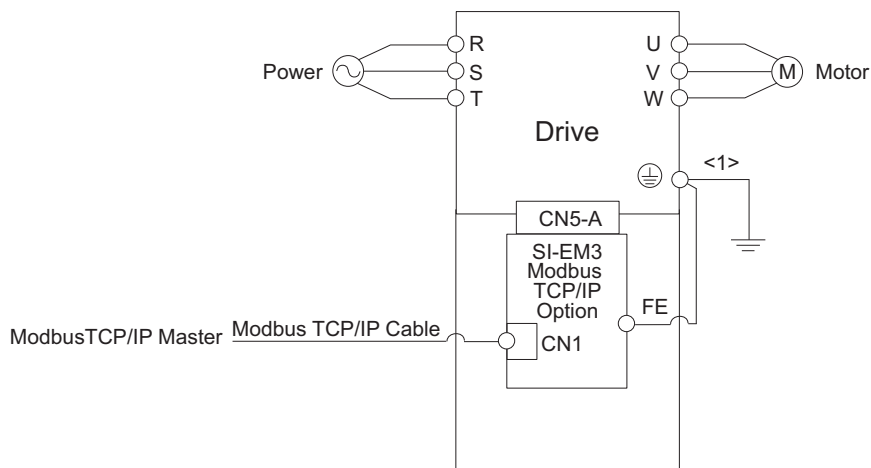 R
U
Power
S
V
M
Motor
T
W
Drive
<1>
CN5-A
SI-EM3
Modbus
TCP/IP
Option
FE
ModbusTCP/IP Master
Modbus TCP/IP Cable
CN1